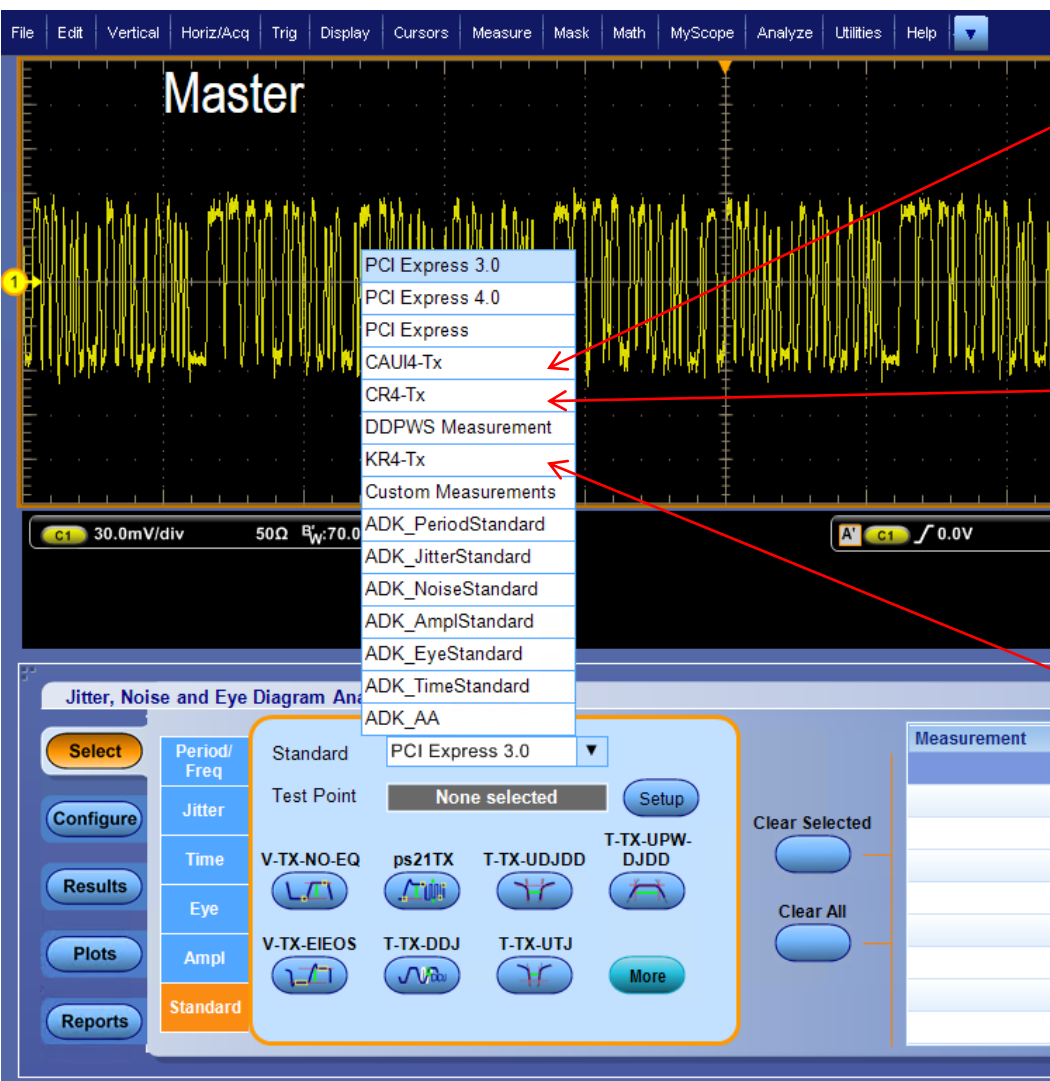 File Edit Vertical Horiz/Acq Trig Display Cursors Measure Mask Math MyScope Analyze Utilities Help
Master
1
PCI Express 3.0
PCI Express 4.0
PCI Express
CAUI4-Tx
CR4-Tx
DDPWS Measurement
KR4-Tx
Custom Measurements
ADK_PeriodStandard
ADK_JitterStandard
ADK_NoiseStandard
ADK_AmplStandard
ADK_EyeStandard
ADK_TimeStandard
ADK_AA
C1 30.0mV/div 50Ω BW:70.0
A' C1 0.0V
Jitter, Noise and Eye Diagram Ana
Select
Configure
Results
Plots
Reports
Period/
Freq
Jitter
Time
Eye
Ampl
Standard
Standard PCI Express 3.0
Test Point None selected Setup
V-TX-NO-EQ ps21TX T-TX-UDJDD T-TX-UPW-
DJDD
V-TX-EIEOS T-TX-DDJ T-TX-UTJ
More
Clear Selected
Clear All
Measurement